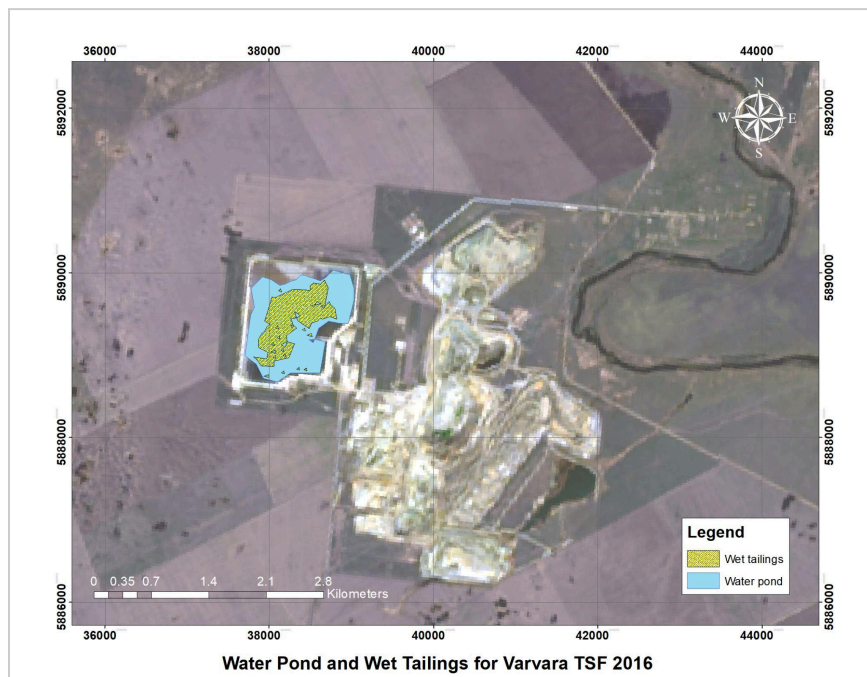 36000 38000 40000 42000 44000
N
W E
S
5892000 5892000
5890000 5890000
5888000 5888000
5886000 5886000
Legend
Wet tailings
Water pond
0 0.35 0.7 1.4 2.1 2.8
Kilometers
36000 38000 40000 42000 44000
Water Pond and Wet Tailings for Varvara TSF 2016